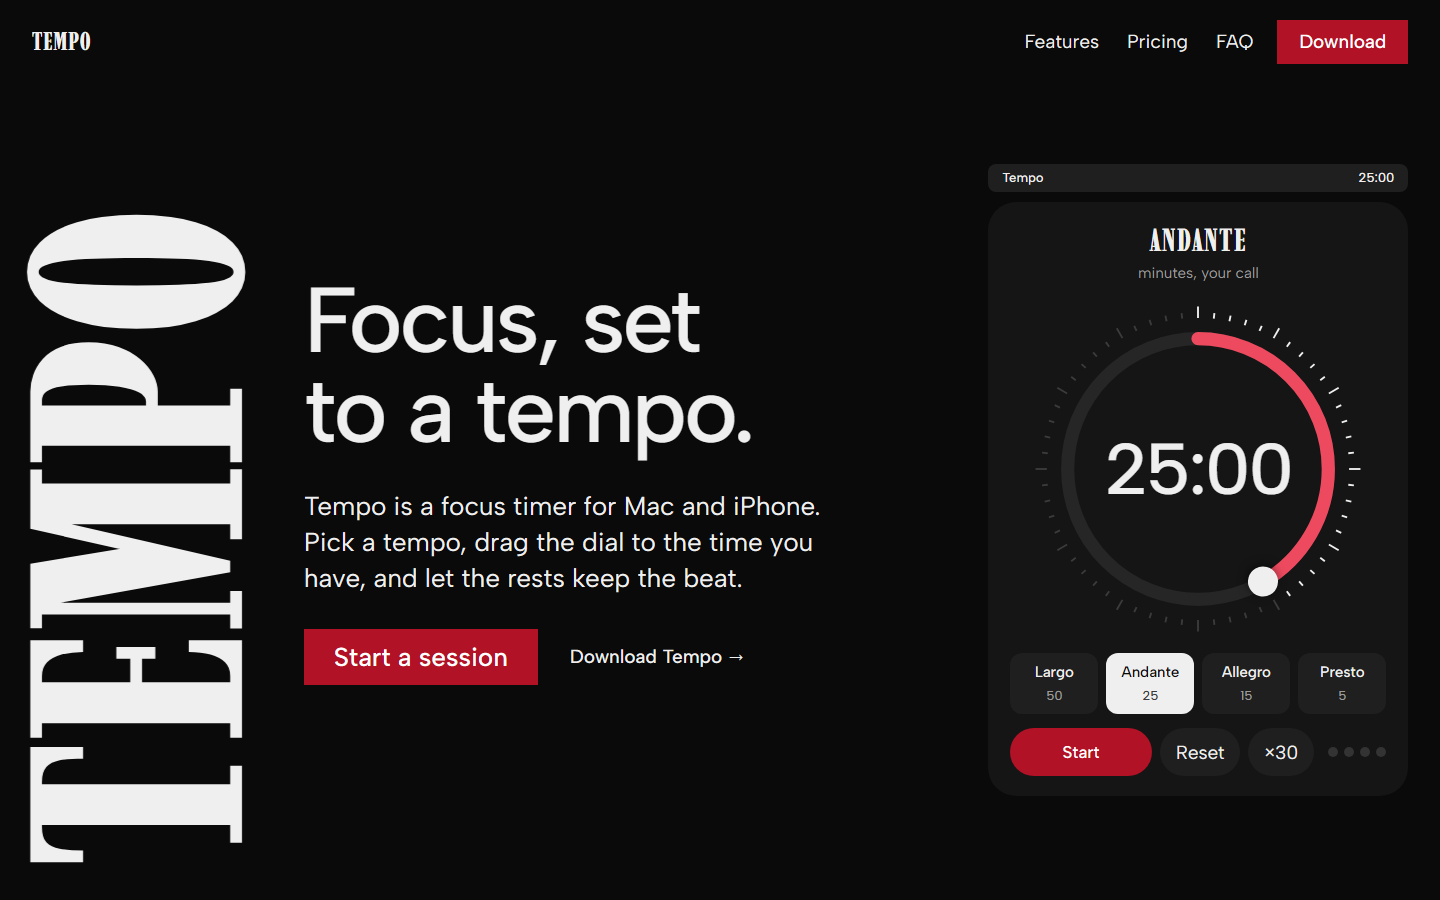 TEMPO
Features
Pricing
FAQ
Download
TEMPO
Focus, set
to a tempo.
Tempo is a focus timer for Mac and iPhone.
Pick a tempo, drag the dial to the time you
have, and let the rests keep the beat.
Start a session
Download Tempo →
Tempo
25:00
ANDANTE
minutes, your call
25:00
Largo
50
Andante
25
Allegro
15
Presto
5
Start
Reset
×30